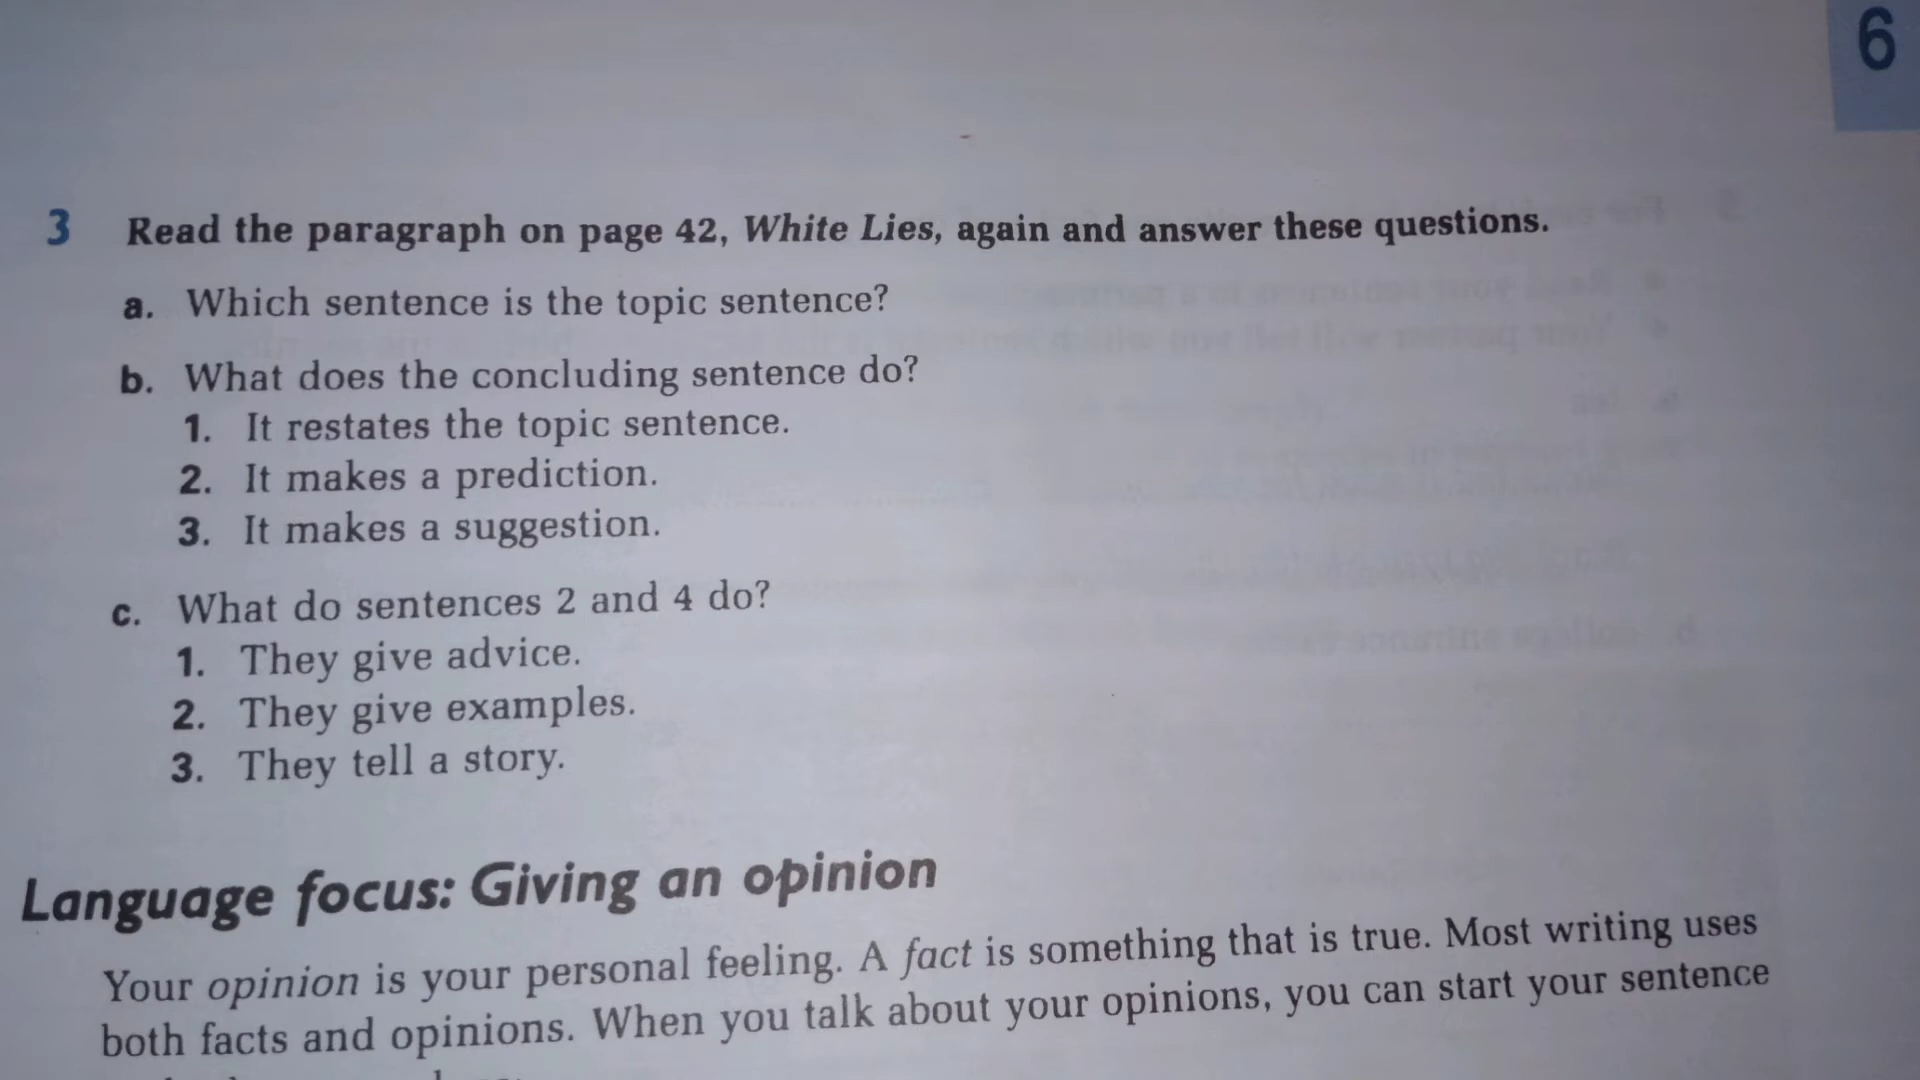 6
3 Read the paragraph on page 42, White Lies, again and answer these questions.
a. Which sentence is the topic sentence?
b. What does the concluding sentence do?
1. It restates the topic sentence.
2. It makes a prediction.
3. It makes a suggestion.
c. What do sentences 2 and 4 do?
1. They give advice.
2. They give examples.
3. They tell a story.
Language focus: Giving an opinion
Your opinion is your personal feeling. A fact is something that is true. Most writing uses
both facts and opinions. When you talk about your opinions, you can start your sentence